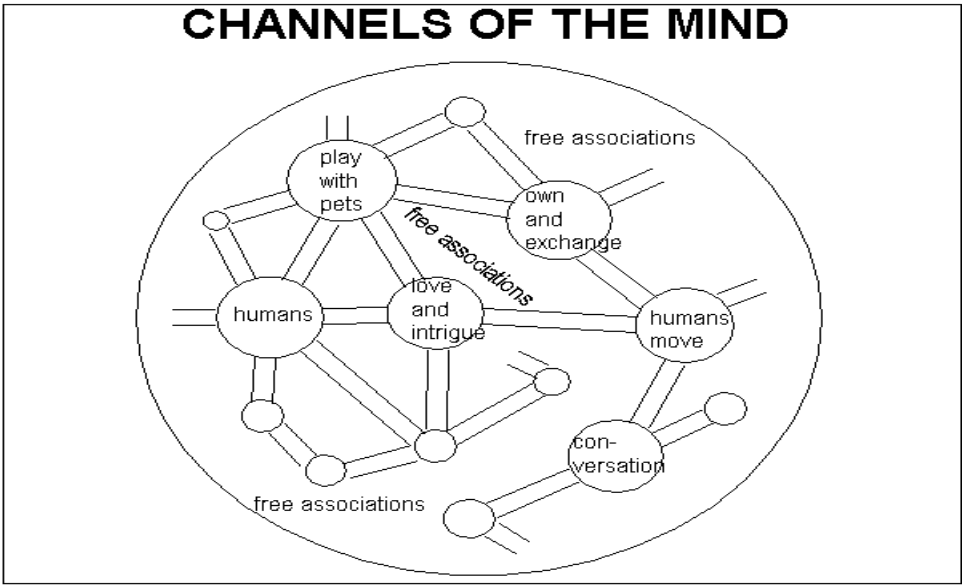 CHANNELS OF THE MIND
free associations
play
with
pets
own
and
exchange
free associations
humans
love
and
intrigue
humans
move
con-
versation
free associations